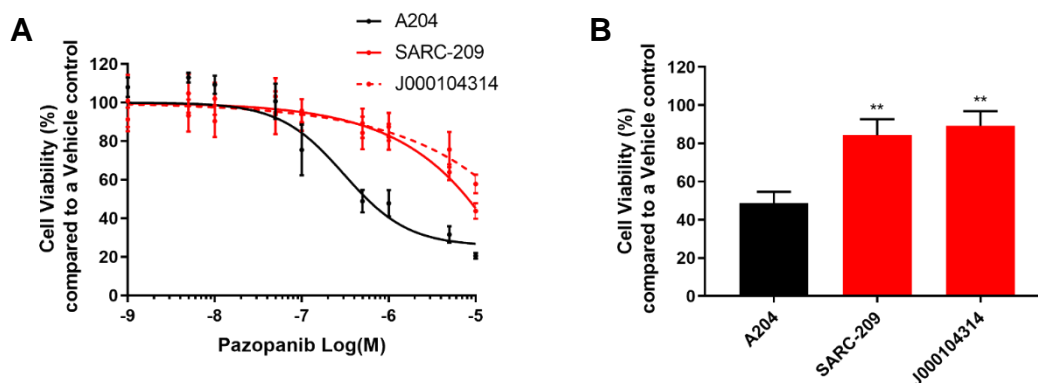 A
A204
SARC-209
J000104314
Cell Viability (%)
compared to a Vehicle control
120
100
80
60
40
20
0
-9
-8
-7
-6
-5
Pazopanib Log(M)
B
Cell Viability (%)
compared to a Vehicle control
120
100
80
60
40
20
0
**
**
A204
SARC-209
J000104314